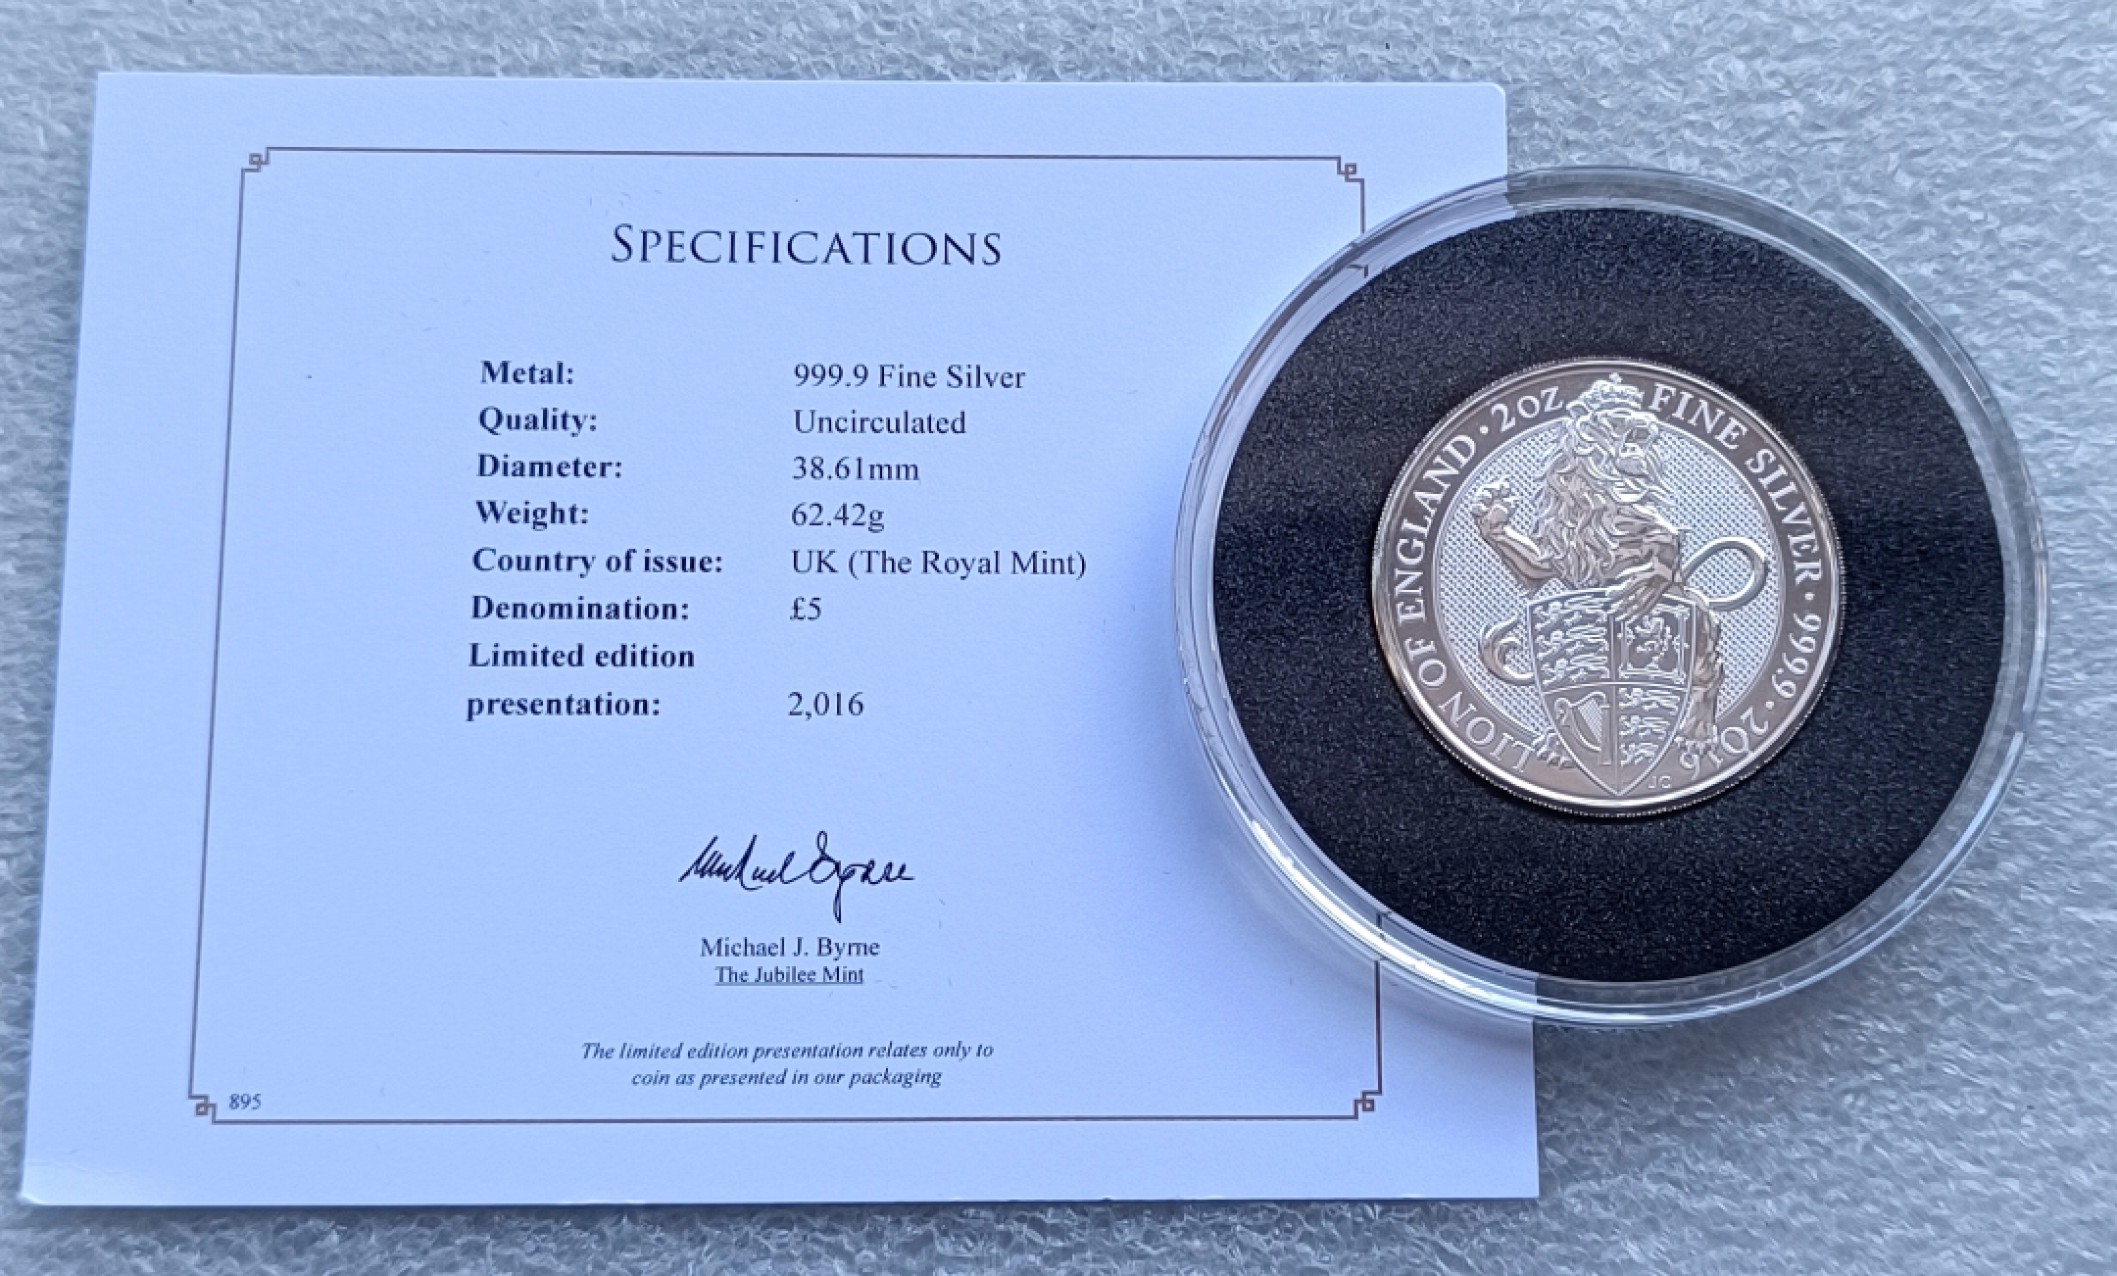 SPECIFICATIONS
Metal: 999.9 Fine Silver
Quality: Uncirculated
Diameter: 38.61mm
Weight: 62.42g
Country of issue: UK (The Royal Mint)
Denomination: £5
Limited edition
presentation: 2,016
Michael J. Byrne
The Jubilee Mint
The limited edition presentation relates only to
coin as presented in our packaging
895
LION OF ENGLAND · 2OZ FINE SILVER · 999.9 · 2016
JC